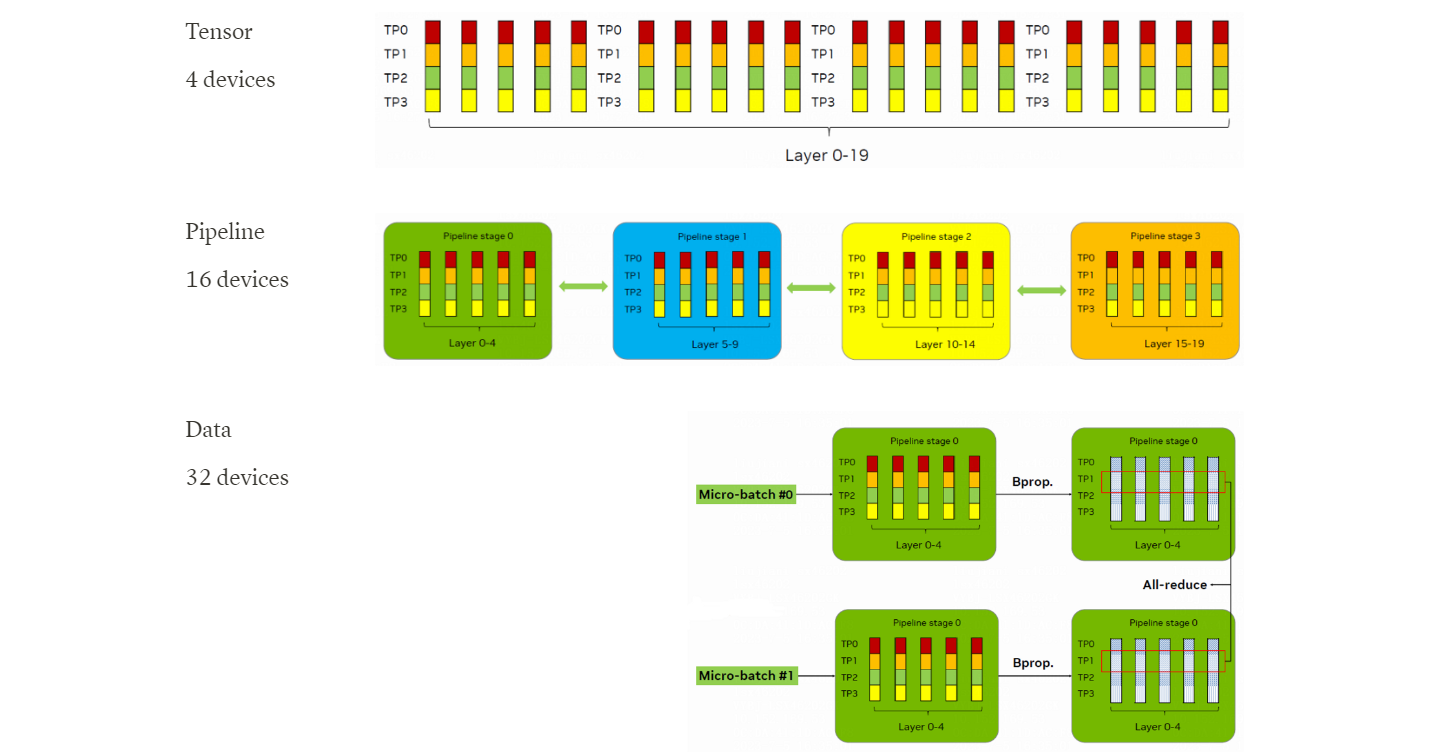 Tensor
4 devices
TP0 TP0 TP0 TP0
TP1 TP1 TP1 TP1
TP2 TP2 TP2 TP2
TP3 TP3 TP3 TP3
Layer 0-19
Pipeline
16 devices
Pipeline stage 0
TP0
TP1
TP2
TP3
Layer 0-4
Pipeline stage 1
TP0
TP1
TP2
TP3
Layer 5-9
Pipeline stage 2
TP0
TP1
TP2
TP3
Layer 10-14
Pipeline stage 3
TP0
TP1
TP2
TP3
Layer 15-19
Data
32 devices
Micro-batch #0
Pipeline stage 0
TP0
TP1
TP2
TP3
Layer 0-4
Bprop.
Pipeline stage 0
TP0
TP1
TP2
TP3
Layer 0-4
All-reduce
Micro-batch #1
Pipeline stage 0
TP0
TP1
TP2
TP3
Layer 0-4
Bprop.
Pipeline stage 0
TP0
TP1
TP2
TP3
Layer 0-4